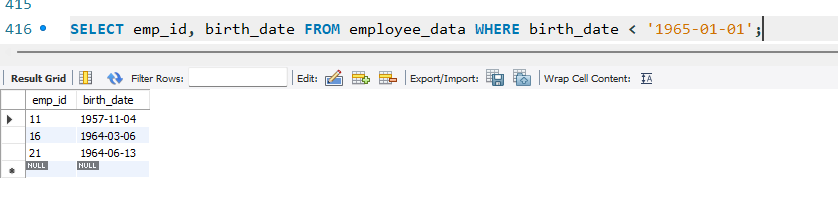 415
416 SELECT emp_id, birth_date FROM employee_data WHERE birth_date < '1965-01-01';
Result Grid Filter Rows: Edit: Export/Import: Wrap Cell Content: IA
emp_id birth_date
11 1957-11-04
16 1964-03-06
21 1964-06-13
NULL NULL